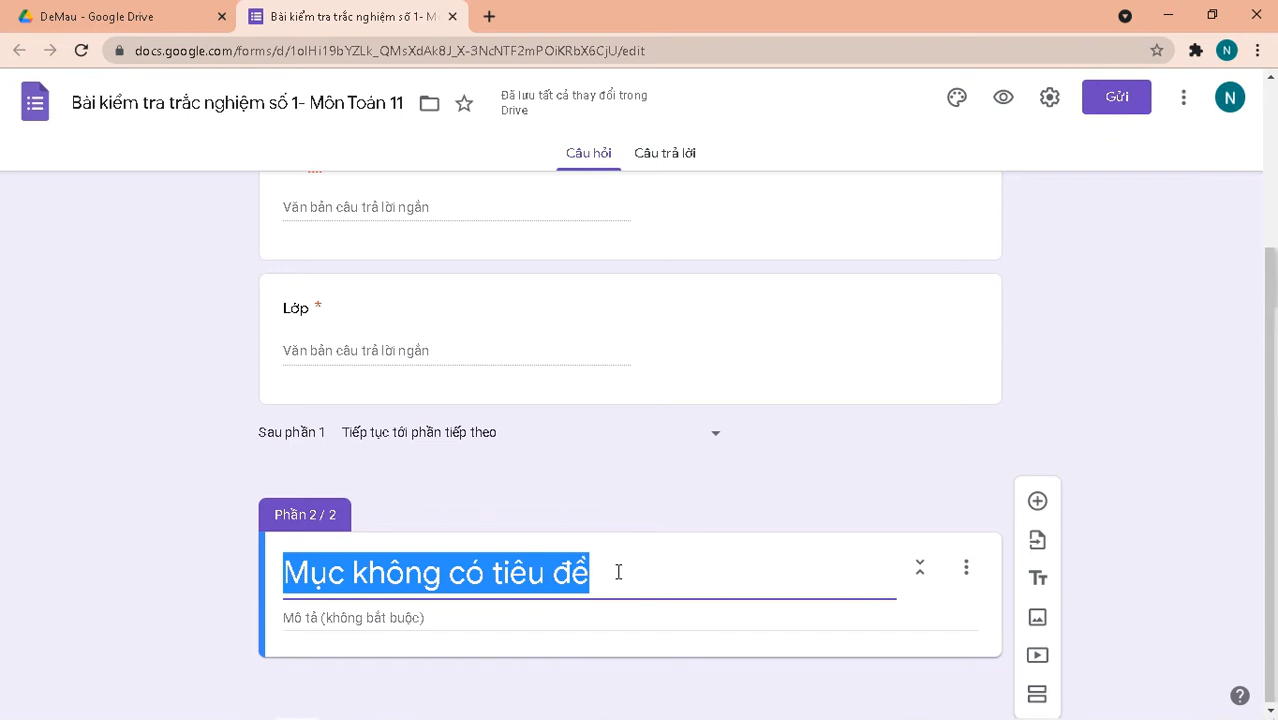 DeMau - Google Drive
Bài kiểm tra trắc nghiệm số 1- M
docs.google.com/forms/d/1oIHi19bYZLk_QMsXdAk8J_X-3NcNTF2mPOiKRbX6CjU/edit
N
Bài kiểm tra trắc nghiệm số 1- Môn Toán 11
Đã lưu tất cả thay đổi trong
Drive
Gửi
N
Câu hỏi
Câu trả lời
Văn bản câu trả lời ngắn
Lớp *
Văn bản câu trả lời ngắn
Sau phần 1 Tiếp tục tới phần tiếp theo
Phần 2 / 2
Mục không có tiêu đề
Mô tả (không bắt buộc)
Tт